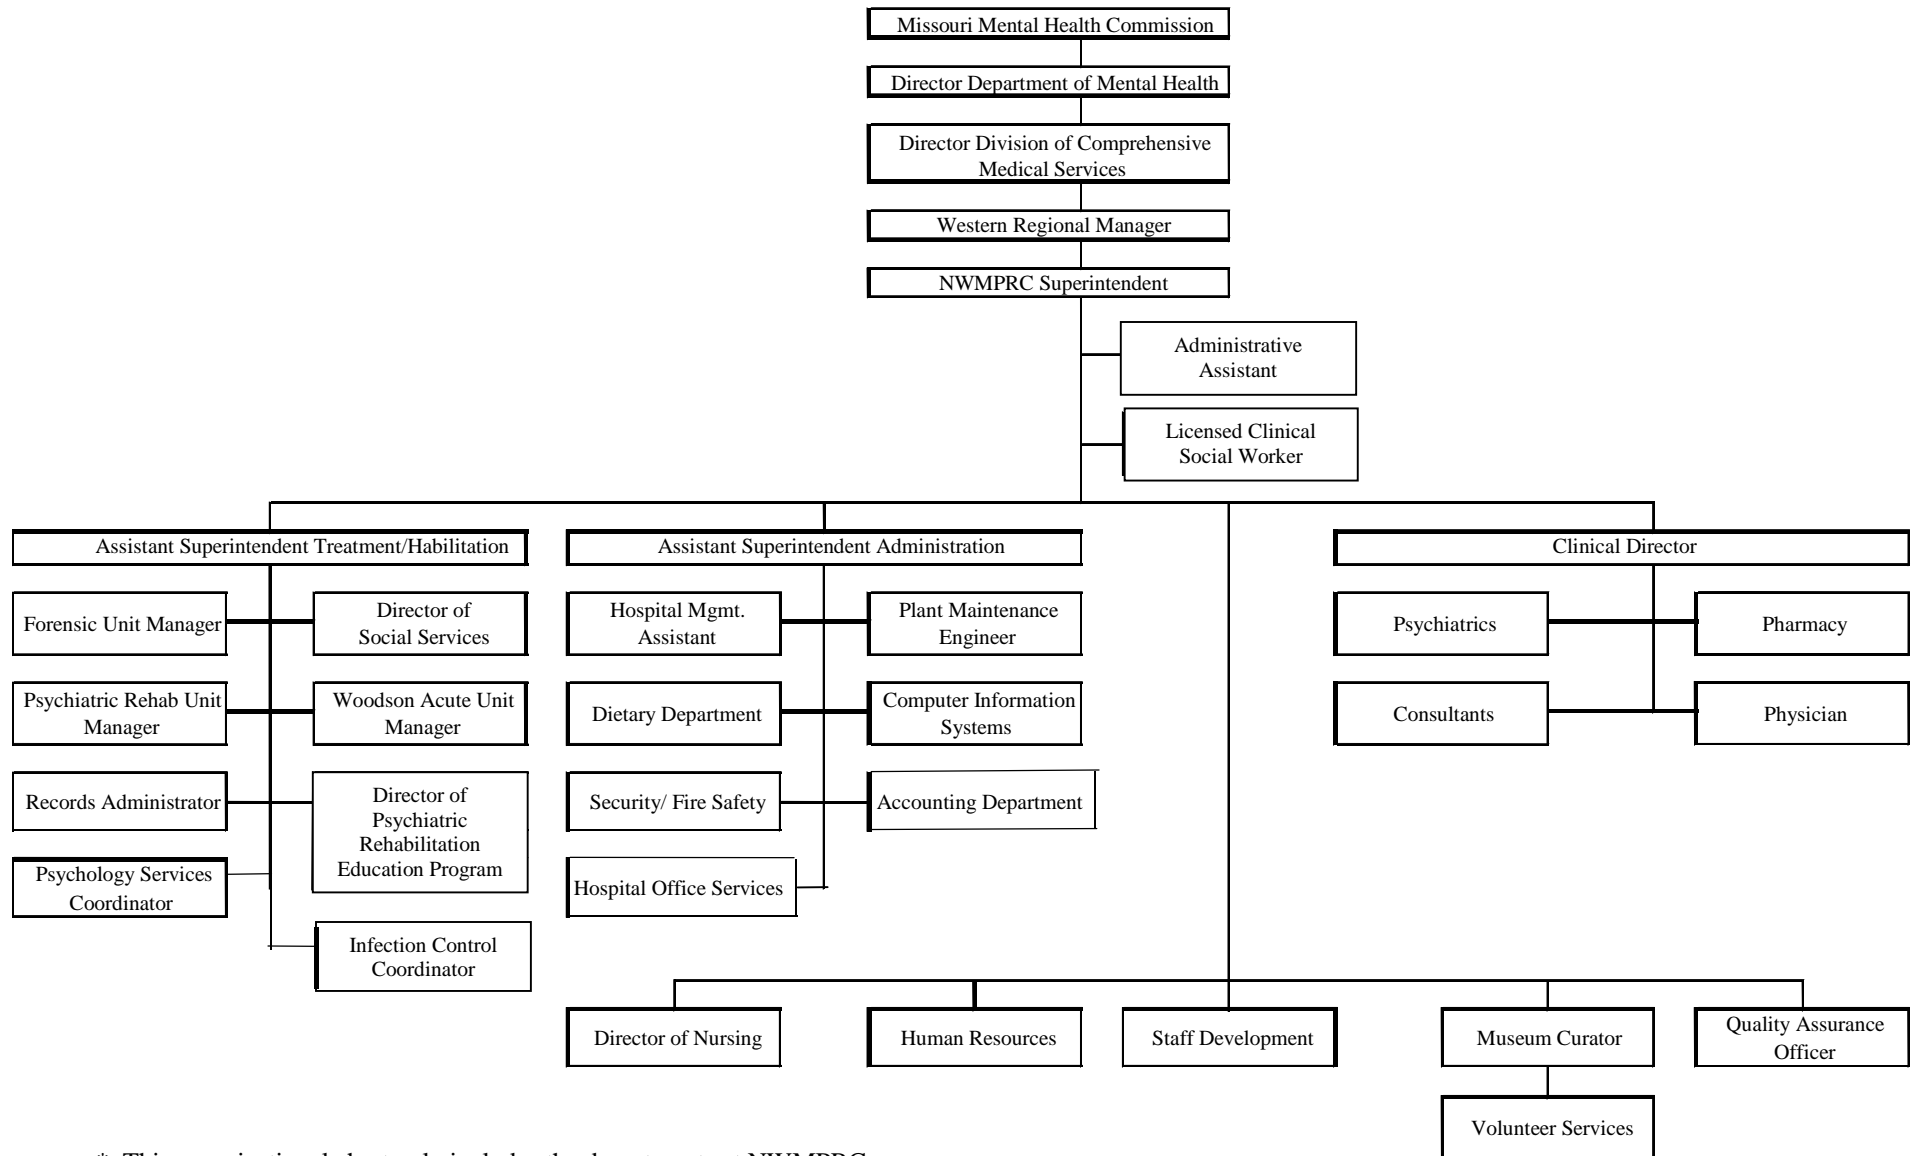 Missouri Mental Health Commission
Director Department of Mental Health
Director Division of Comprehensive
Medical Services
Western Regional Manager
NWMPRC Superintendent
Administrative
Assistant
Licensed Clinical
Social Worker
Assistant Superintendent Treatment/Habilitation
Forensic Unit Manager
Director of
Social Services
Psychiatric Rehab Unit
Manager
Woodson Acute Unit
Manager
Records Administrator
Director of
Psychiatric
Rehabilitation
Education Program
Psychology Services
Coordinator
Infection Control
Coordinator
Assistant Superintendent Administration
Hospital Mgmt.
Assistant
Plant Maintenance
Engineer
Dietary Department
Computer Information
Systems
Security/ Fire Safety
Accounting Department
Hospital Office Services
Clinical Director
Psychiatrics
Pharmacy
Consultants
Physician
Director of Nursing
Human Resources
Staff Development
Museum Curator
Quality Assurance
Officer
Volunteer Services